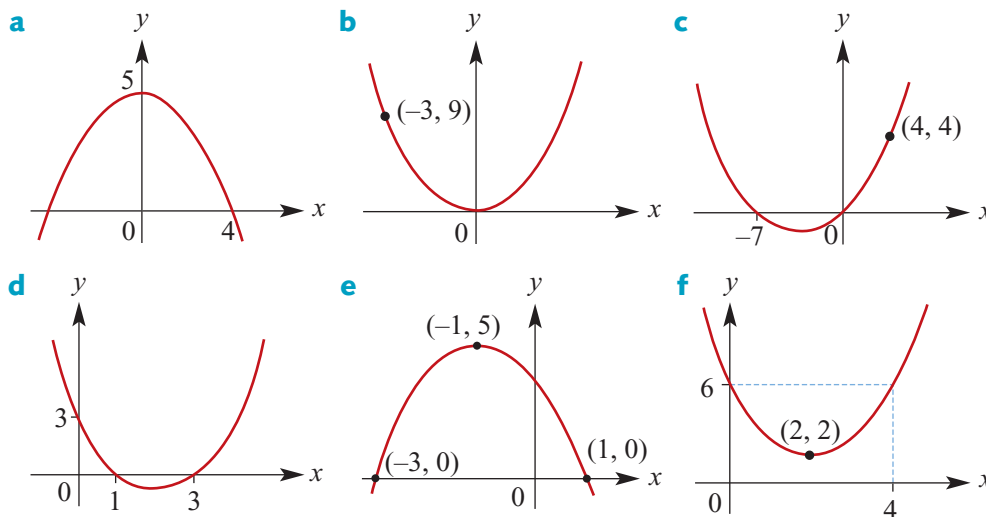 a
y
5
0
4
x
b
y
(–3, 9)
0
x
c
y
(4, 4)
–7
0
x
d
y
3
0
1
3
x
e
y
(–1, 5)
(–3, 0)
(1, 0)
0
x
f
y
6
(2, 2)
0
4
x